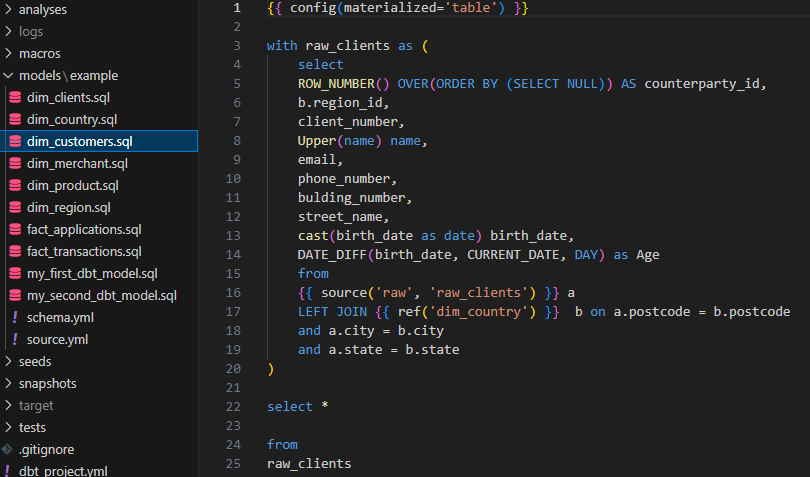 analyses
logs
macros
models\example
dim_clients.sql
dim_country.sql
dim_customers.sql
dim_merchant.sql
dim_product.sql
dim_region.sql
fact_applications.sql
fact_transactions.sql
my_first_dbt_model.sql
my_second_dbt_model.sql
! schema.yml
! source.yml
seeds
snapshots
target
tests
.gitignore
! dbt_project.yml
1 {{ config(materialized='table') }}
2
3 with raw_clients as (
4 select
5 ROW_NUMBER() OVER(ORDER BY (SELECT NULL)) AS counterparty_id,
6 b.region_id,
7 client_number,
8 Upper(name) name,
9 email,
10 phone_number,
11 bulding_number,
12 street_name,
13 cast(birth_date as date) birth_date,
14 DATE_DIFF(birth_date, CURRENT_DATE, DAY) as Age
15 from
16 {{ source('raw', 'raw_clients') }} a
17 LEFT JOIN {{ ref('dim_country') }}  b on a.postcode = b.postcode
18 and a.city = b.city
19 and a.state = b.state
20 )
21
22 select *
23
24 from
25 raw_clients